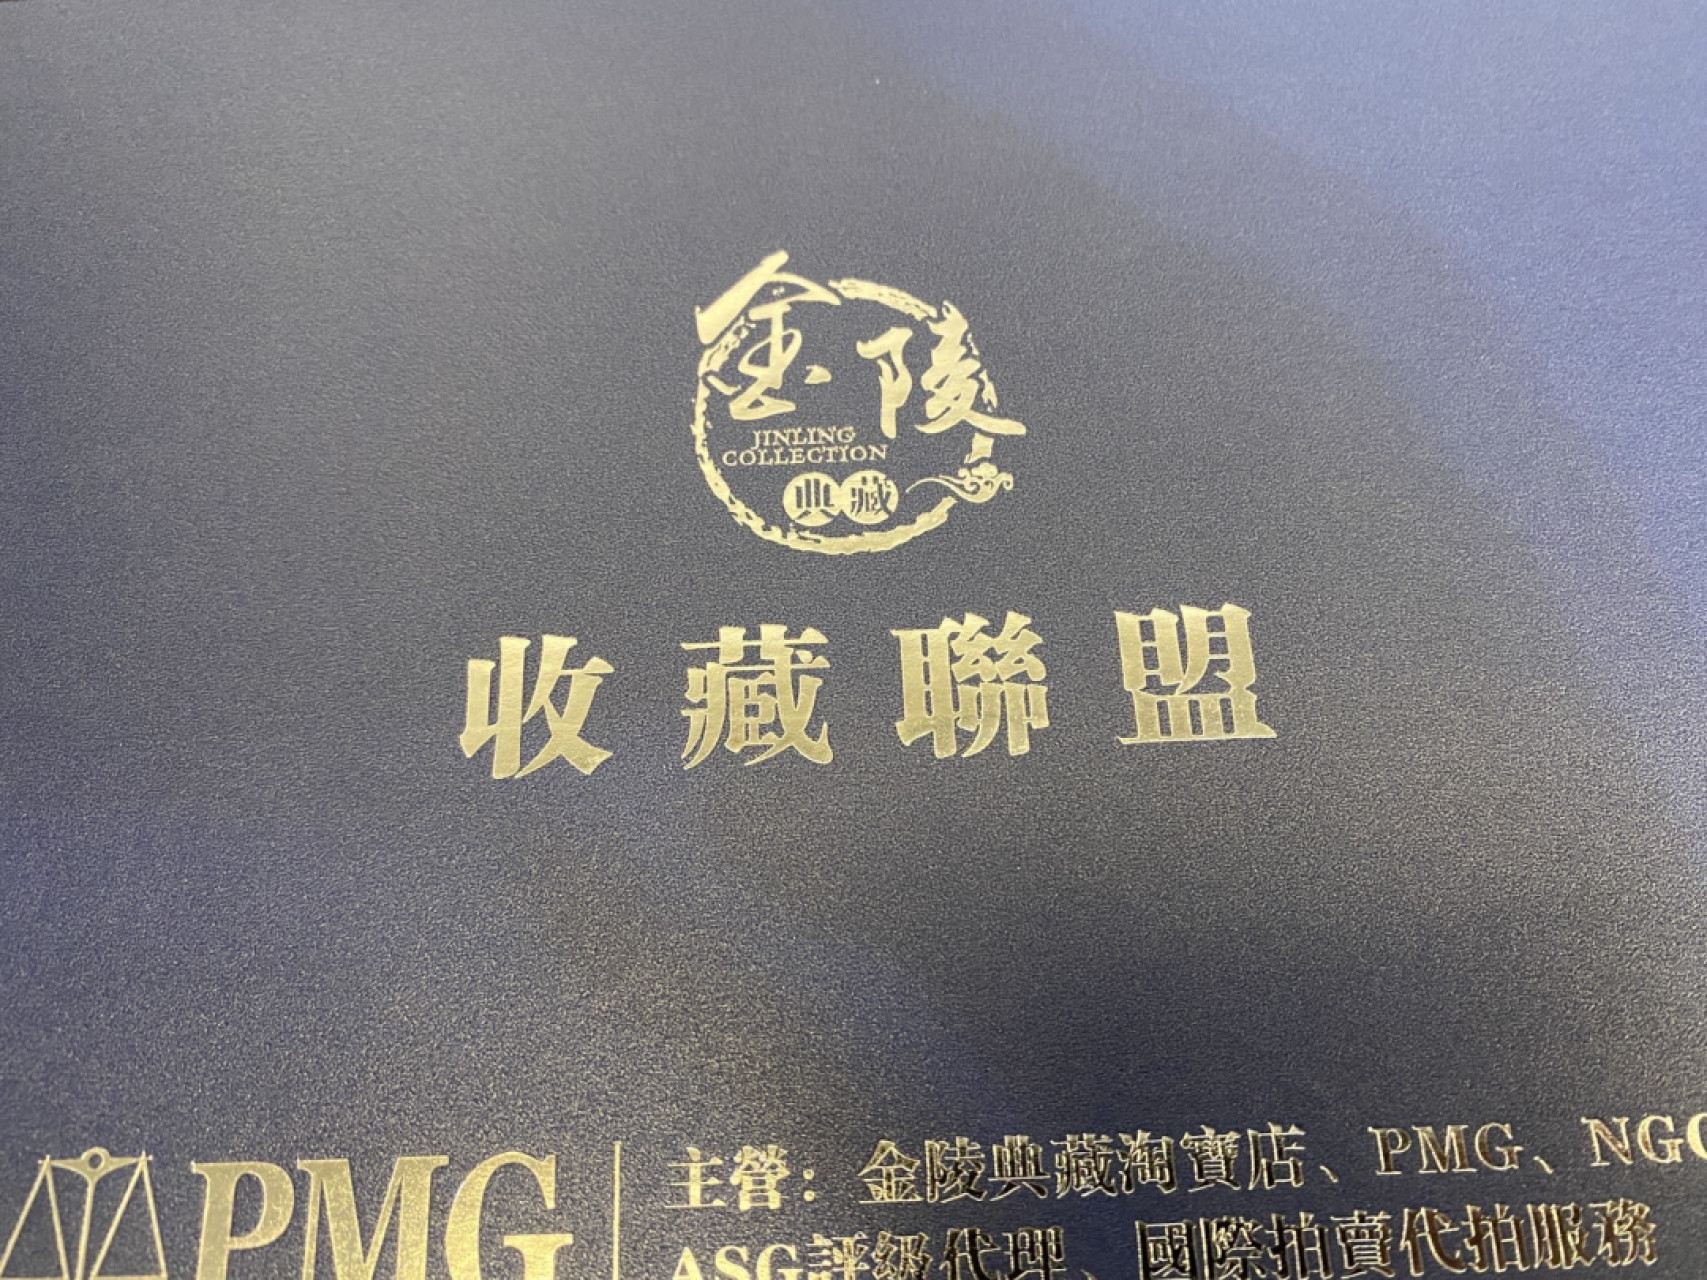 金陵
JINLING
COLLECTION
典藏
收藏聯盟
PMG
主營：金陵典藏淘寶店、PMG、NGC
ASG評級代理、國際拍賣代拍服務